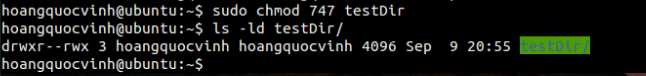 hoangquocvinh@ubuntu:~$ sudo chmod 747 testDir
hoangquocvinh@ubuntu:~$ ls -ld testDir/
drwxr--rwx 3 hoangquocvinh hoangquocvinh 4096 Sep  9 20:55 testDir/
hoangquocvinh@ubuntu:~$